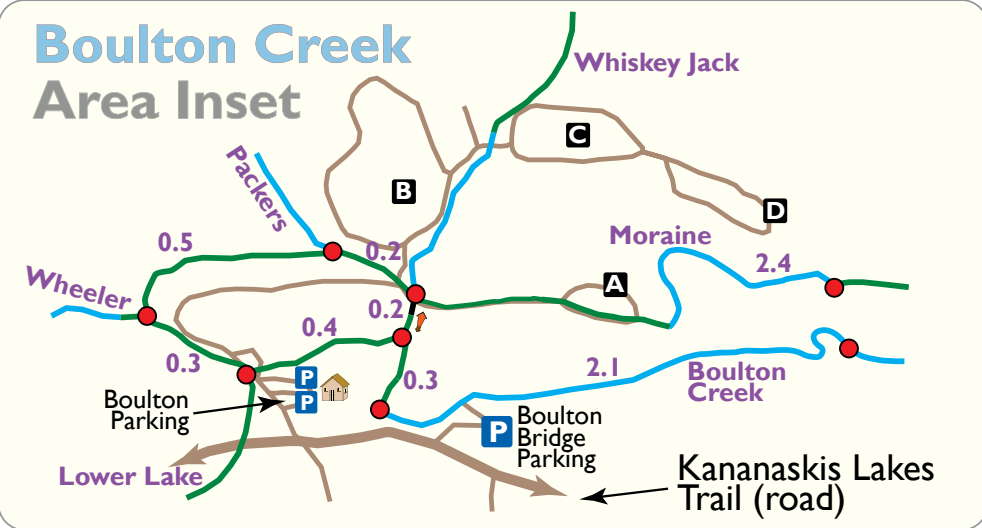 Boulton Creek
Area Inset
Whiskey Jack
Packers
B
C
D
0.5
0.2
Moraine
2.4
Wheeler
A
0.2
0.4
0.3
0.3
2.1
Boulton
Creek
P
P
Boulton
Parking
P
Boulton
Bridge
Parking
Lower Lake
Kananaskis Lakes
Trail (road)